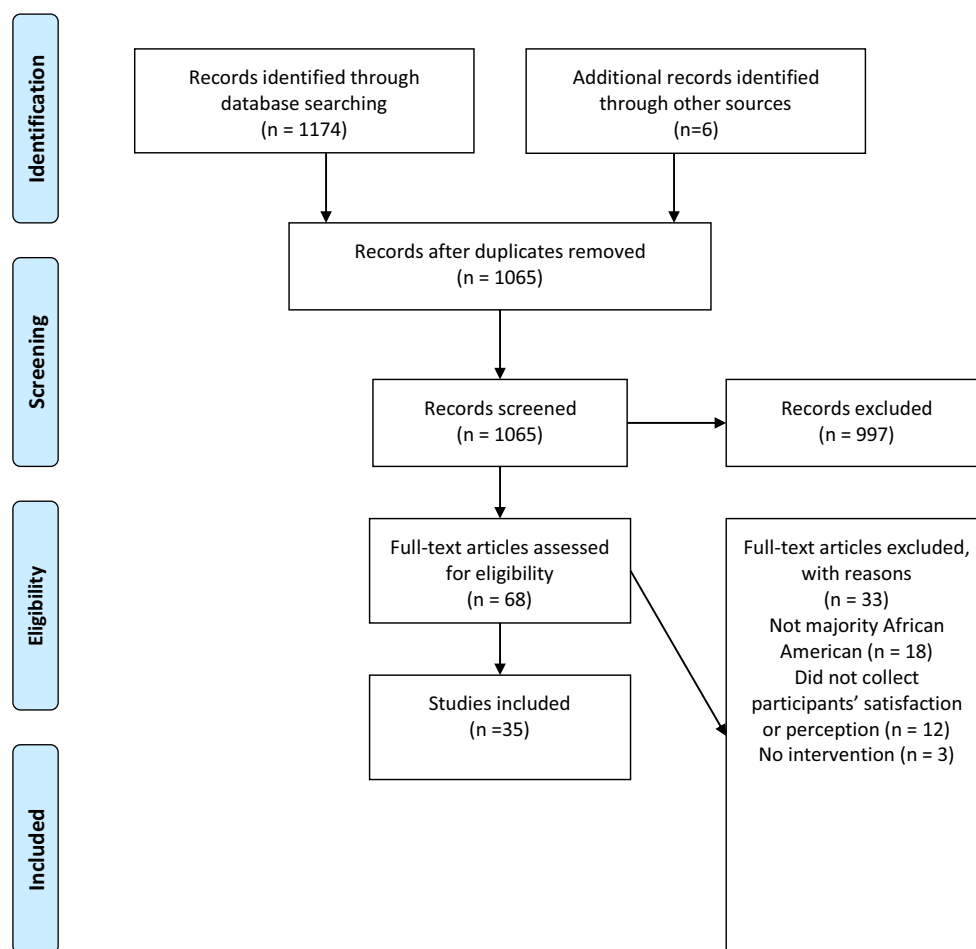 Identification
Records identified through
database searching
(n = 1174)
Additional records identified
through other sources
(n=6)
Records after duplicates removed
(n = 1065)
Screening
Records screened
(n = 1065)
Records excluded
(n = 997)
Eligibility
Full-text articles assessed
for eligibility
(n = 68)
Full-text articles excluded,
with reasons
(n = 33)
Not majority African
American (n = 18)
Did not collect
participants’ satisfaction
or perception (n = 12)
No intervention (n = 3)
Studies included
(n =35)
Included